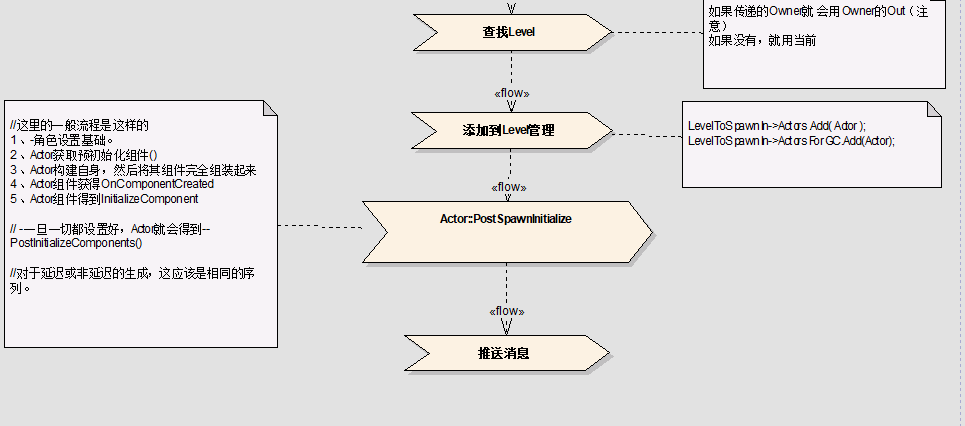 如果传递的Owner就会用Owner的Out（注
意）
如果没有，就用当前
查找Level
«flow»
添加到Level管理
LevelToSpawnIn->Actors.Add( Actor );
LevelToSpawnIn->ActorsForGC.Add(Actor);
«flow»
//这里的一般流程是这样的
1、-角色设置基础。
2、Actor获取预初始化组件()
3、Actor构建自身，然后将其组件完全组装起来
4、Actor组件获得OnComponentCreated
5、Actor组件得到InitializeComponent
// -一旦一切都设置好，Actor就会得到--
PostInitializeComponents()
//对于延迟或非延迟的生成，这应该是相同的序
列。
Actor::PostSpawnInitialize
«flow»
推送消息